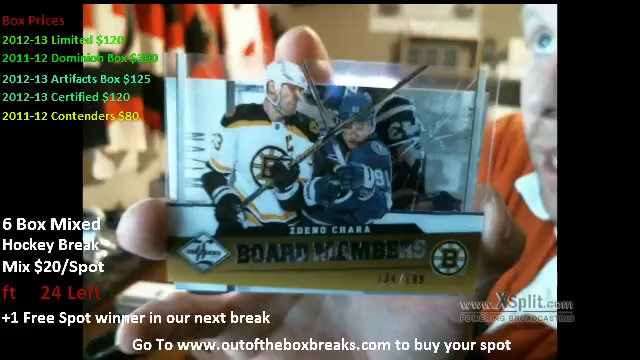 Box Prices
2012-13 Limited $120
2011-12 Dominion Box
2012-13 Artifacts Box $125
2012-13 Certified $120
2011-12 Contenders $80
ZDENO CHARA
BOARD MEMBERS
6 Box Mixed
Hockey Break
Mix $20/Spot
ft 24 Left
+1 Free Spot winner in our next break
www.XSplit.com
POWERING BROADCASTING
Go To www.outoftheboxbreaks.com to buy your spot